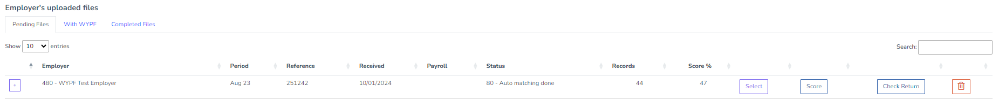 Employer's uploaded files
Pending Files With WYPF Completed Files
Show 10 entries Search:
Employer Period Reference Received Payroll Status Records Score %
+ 480 - WYPF Test Employer Aug 23 251242 10/01/2024 80 - Auto matching done 44 47 Select Score Check Return